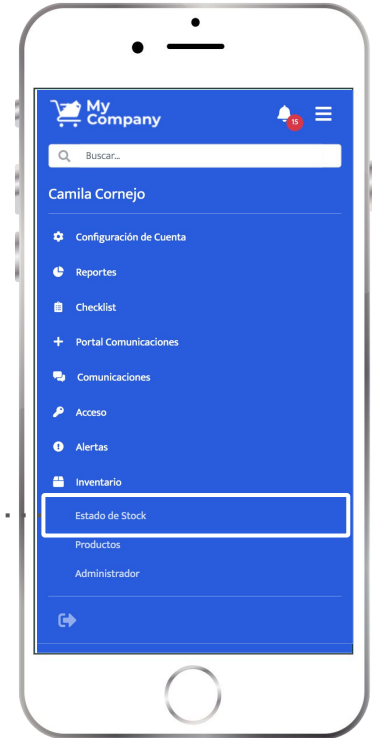 My
Company
15
Buscar...
Camila Cornejo
Configuración de Cuenta
Reportes
Checklist
Portal Comunicaciones
Comunicaciones
Acceso
Alertas
Inventario
Estado de Stock
Productos
Administrador